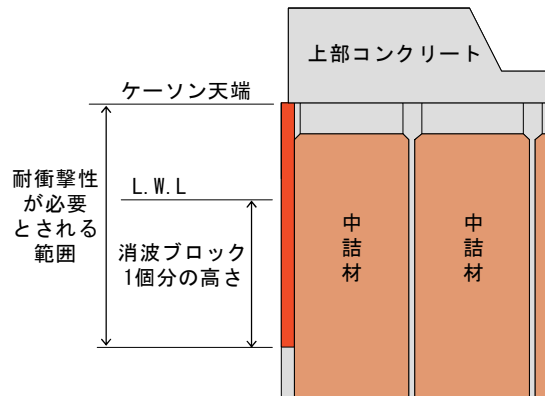 上部コンクリート
ケーソン天端
耐衝撃性
が必要
とされる
範囲
L.W.L
消波ブロック
1個分の高さ
中詰材
中詰材